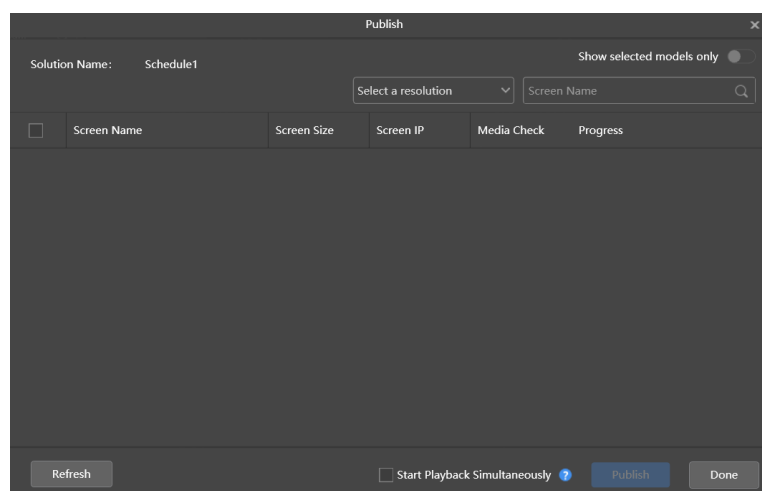 Publish
Solution Name: Schedule1
Show selected models only
Select a resolution
Screen Name
Screen Name Screen Size Screen IP Media Check Progress
Refresh
Start Playback Simultaneously ?
Publish
Done